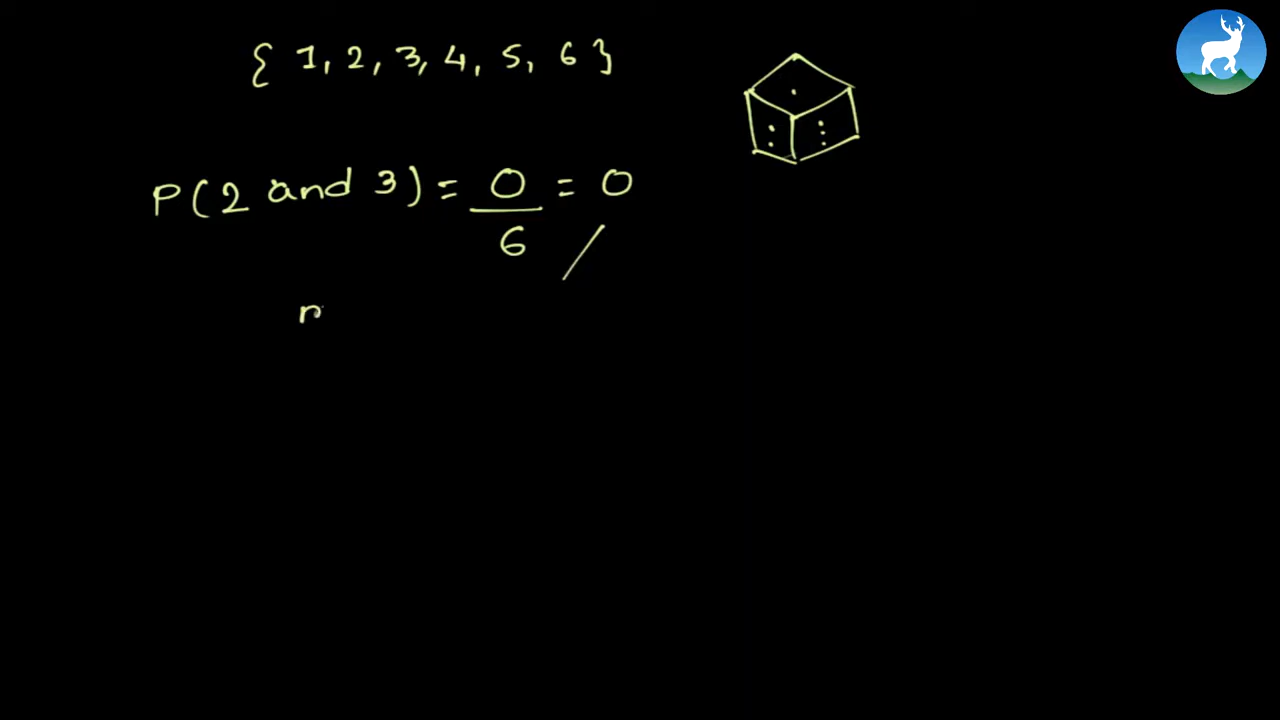 { 1, 2, 3, 4, 5, 6 }
P(2 and 3) = 0/6 = 0